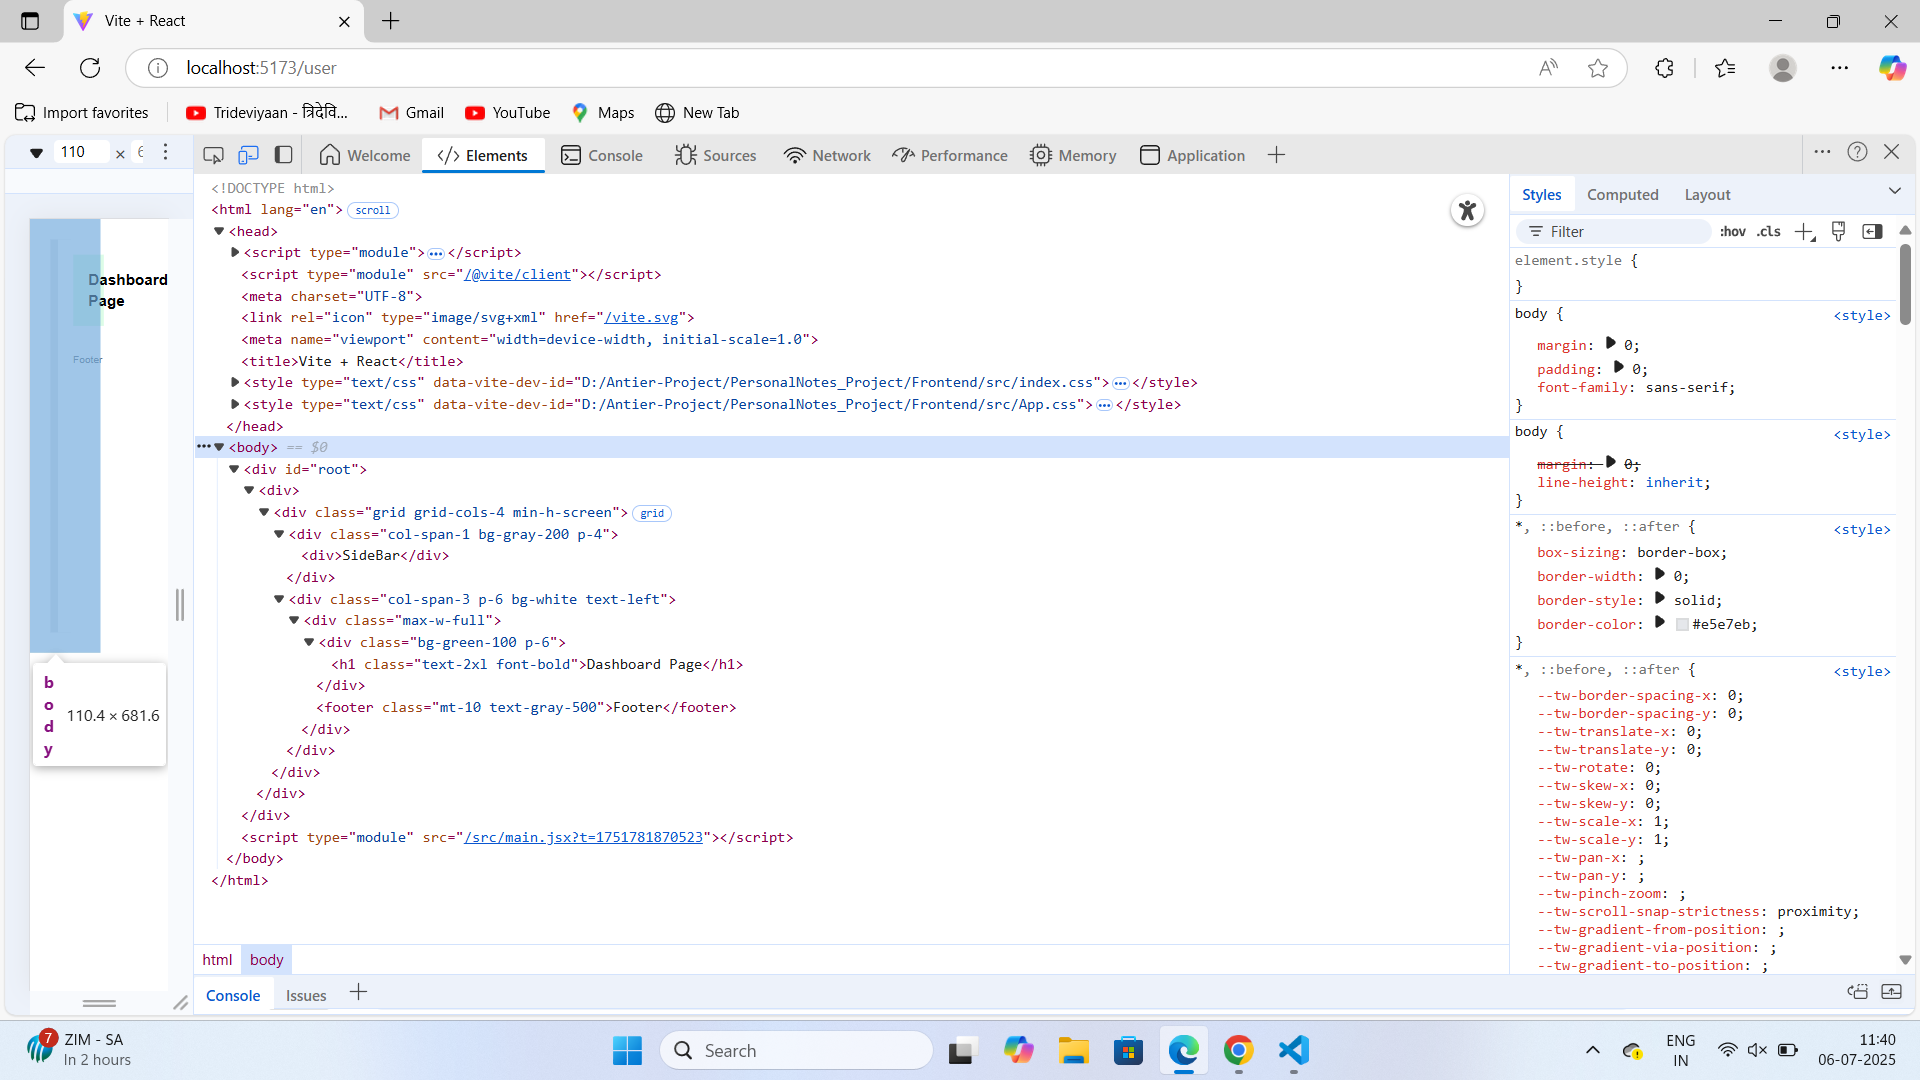 Vite + React
localhost:5173/user
Import favorites
Trideviyaan - त्रिदेवि...
Gmail
YouTube
Maps
New Tab
110 × 6
Welcome
Elements
Console
Sources
Network
Performance
Memory
Application
Dashboard
Page
Footer
body
110.4 × 681.6
<!DOCTYPE html>
<html lang="en"> scroll
<head>
<script type="module"> ••• </script>
<script type="module" src="/@vite/client"></script>
<meta charset="UTF-8">
<link rel="icon" type="image/svg+xml" href="/vite.svg">
<meta name="viewport" content="width=device-width, initial-scale=1.0">
<title>Vite + React</title>
<style type="text/css" data-vite-dev-id="D:/Antier-Project/PersonalNotes_Project/Frontend/src/index.css"> ••• </style>
<style type="text/css" data-vite-dev-id="D:/Antier-Project/PersonalNotes_Project/Frontend/src/App.css"> ••• </style>
</head>
••• <body> == $0
<div id="root">
<div>
<div class="grid grid-cols-4 min-h-screen"> grid
<div class="col-span-1 bg-gray-200 p-4">
<div>SideBar</div>
</div>
<div class="col-span-3 p-6 bg-white text-left">
<div class="max-w-full">
<div class="bg-green-100 p-6">
<h1 class="text-2xl font-bold">Dashboard Page</h1>
</div>
<footer class="mt-10 text-gray-500">Footer</footer>
</div>
</div>
</div>
</div>
</div>
<script type="module" src="/src/main.jsx?t=1751781870523"></script>
</body>
</html>
html body
Console
Issues
Styles
Computed
Layout
Filter
:hov .cls
element.style {
}
body { <style>
margin: 0;
padding: 0;
font-family: sans-serif;
}
body { <style>
margin: 0;
line-height: inherit;
}
*, ::before, ::after { <style>
box-sizing: border-box;
border-width: 0;
border-style: solid;
border-color: #e5e7eb;
}
*, ::before, ::after { <style>
--tw-border-spacing-x: 0;
--tw-border-spacing-y: 0;
--tw-translate-x: 0;
--tw-translate-y: 0;
--tw-rotate: 0;
--tw-skew-x: 0;
--tw-skew-y: 0;
--tw-scale-x: 1;
--tw-scale-y: 1;
--tw-pan-x: ;
--tw-pan-y: ;
--tw-pinch-zoom: ;
--tw-scroll-snap-strictness: proximity;
--tw-gradient-from-position: ;
--tw-gradient-via-position: ;
--tw-gradient-to-position: ;
7
ZIM - SA
In 2 hours
Search
ENG
IN
11:40
06-07-2025